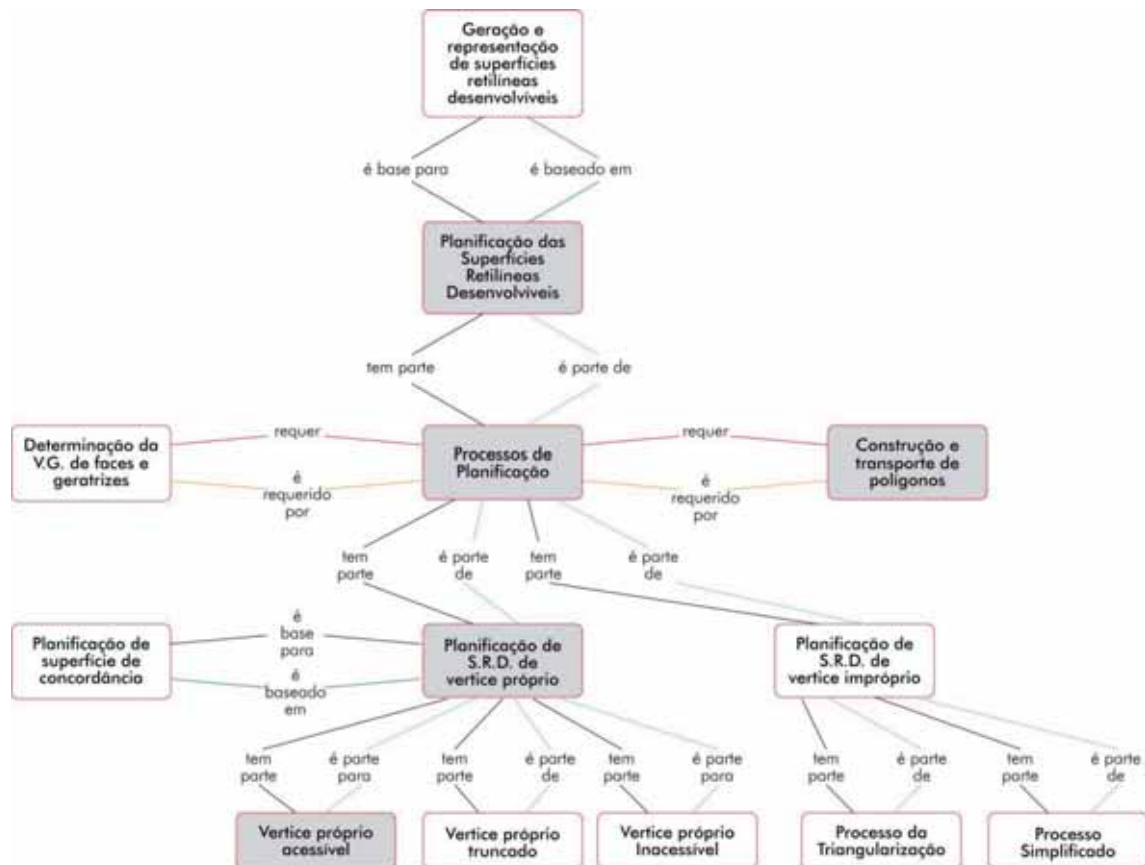 Geração e
representação
de superfícies
retilíneas
desenvolvíveis
é base para
é baseado em
Planificação das
Superfícies
Retilíneas
Desenvolvíveis
tem parte
é parte de
Determinação da
V.G. de faces e
geratrizes
requer
é
requerido
por
Processos de
Planificação
requer
é
requerido
por
Construção e
transporte de
polígonos
tem
parte
é parte
de
tem
parte
é parte
de
Planificação de
superfície de
concordância
é
base
para
é
baseado
em
Planificação de
S.R.D. de
vertice próprio
Planificação de
S.R.D. de
vertice impróprio
tem
parte
é parte
para
tem
parte
é parte
de
tem
parte
é parte
para
tem
parte
é parte
de
tem
parte
é parte
de
Vertice próprio
acessível
Vertice próprio
truncado
Vertice próprio
Inacessível
Processo da
Triangularização
Processo
Simplificado